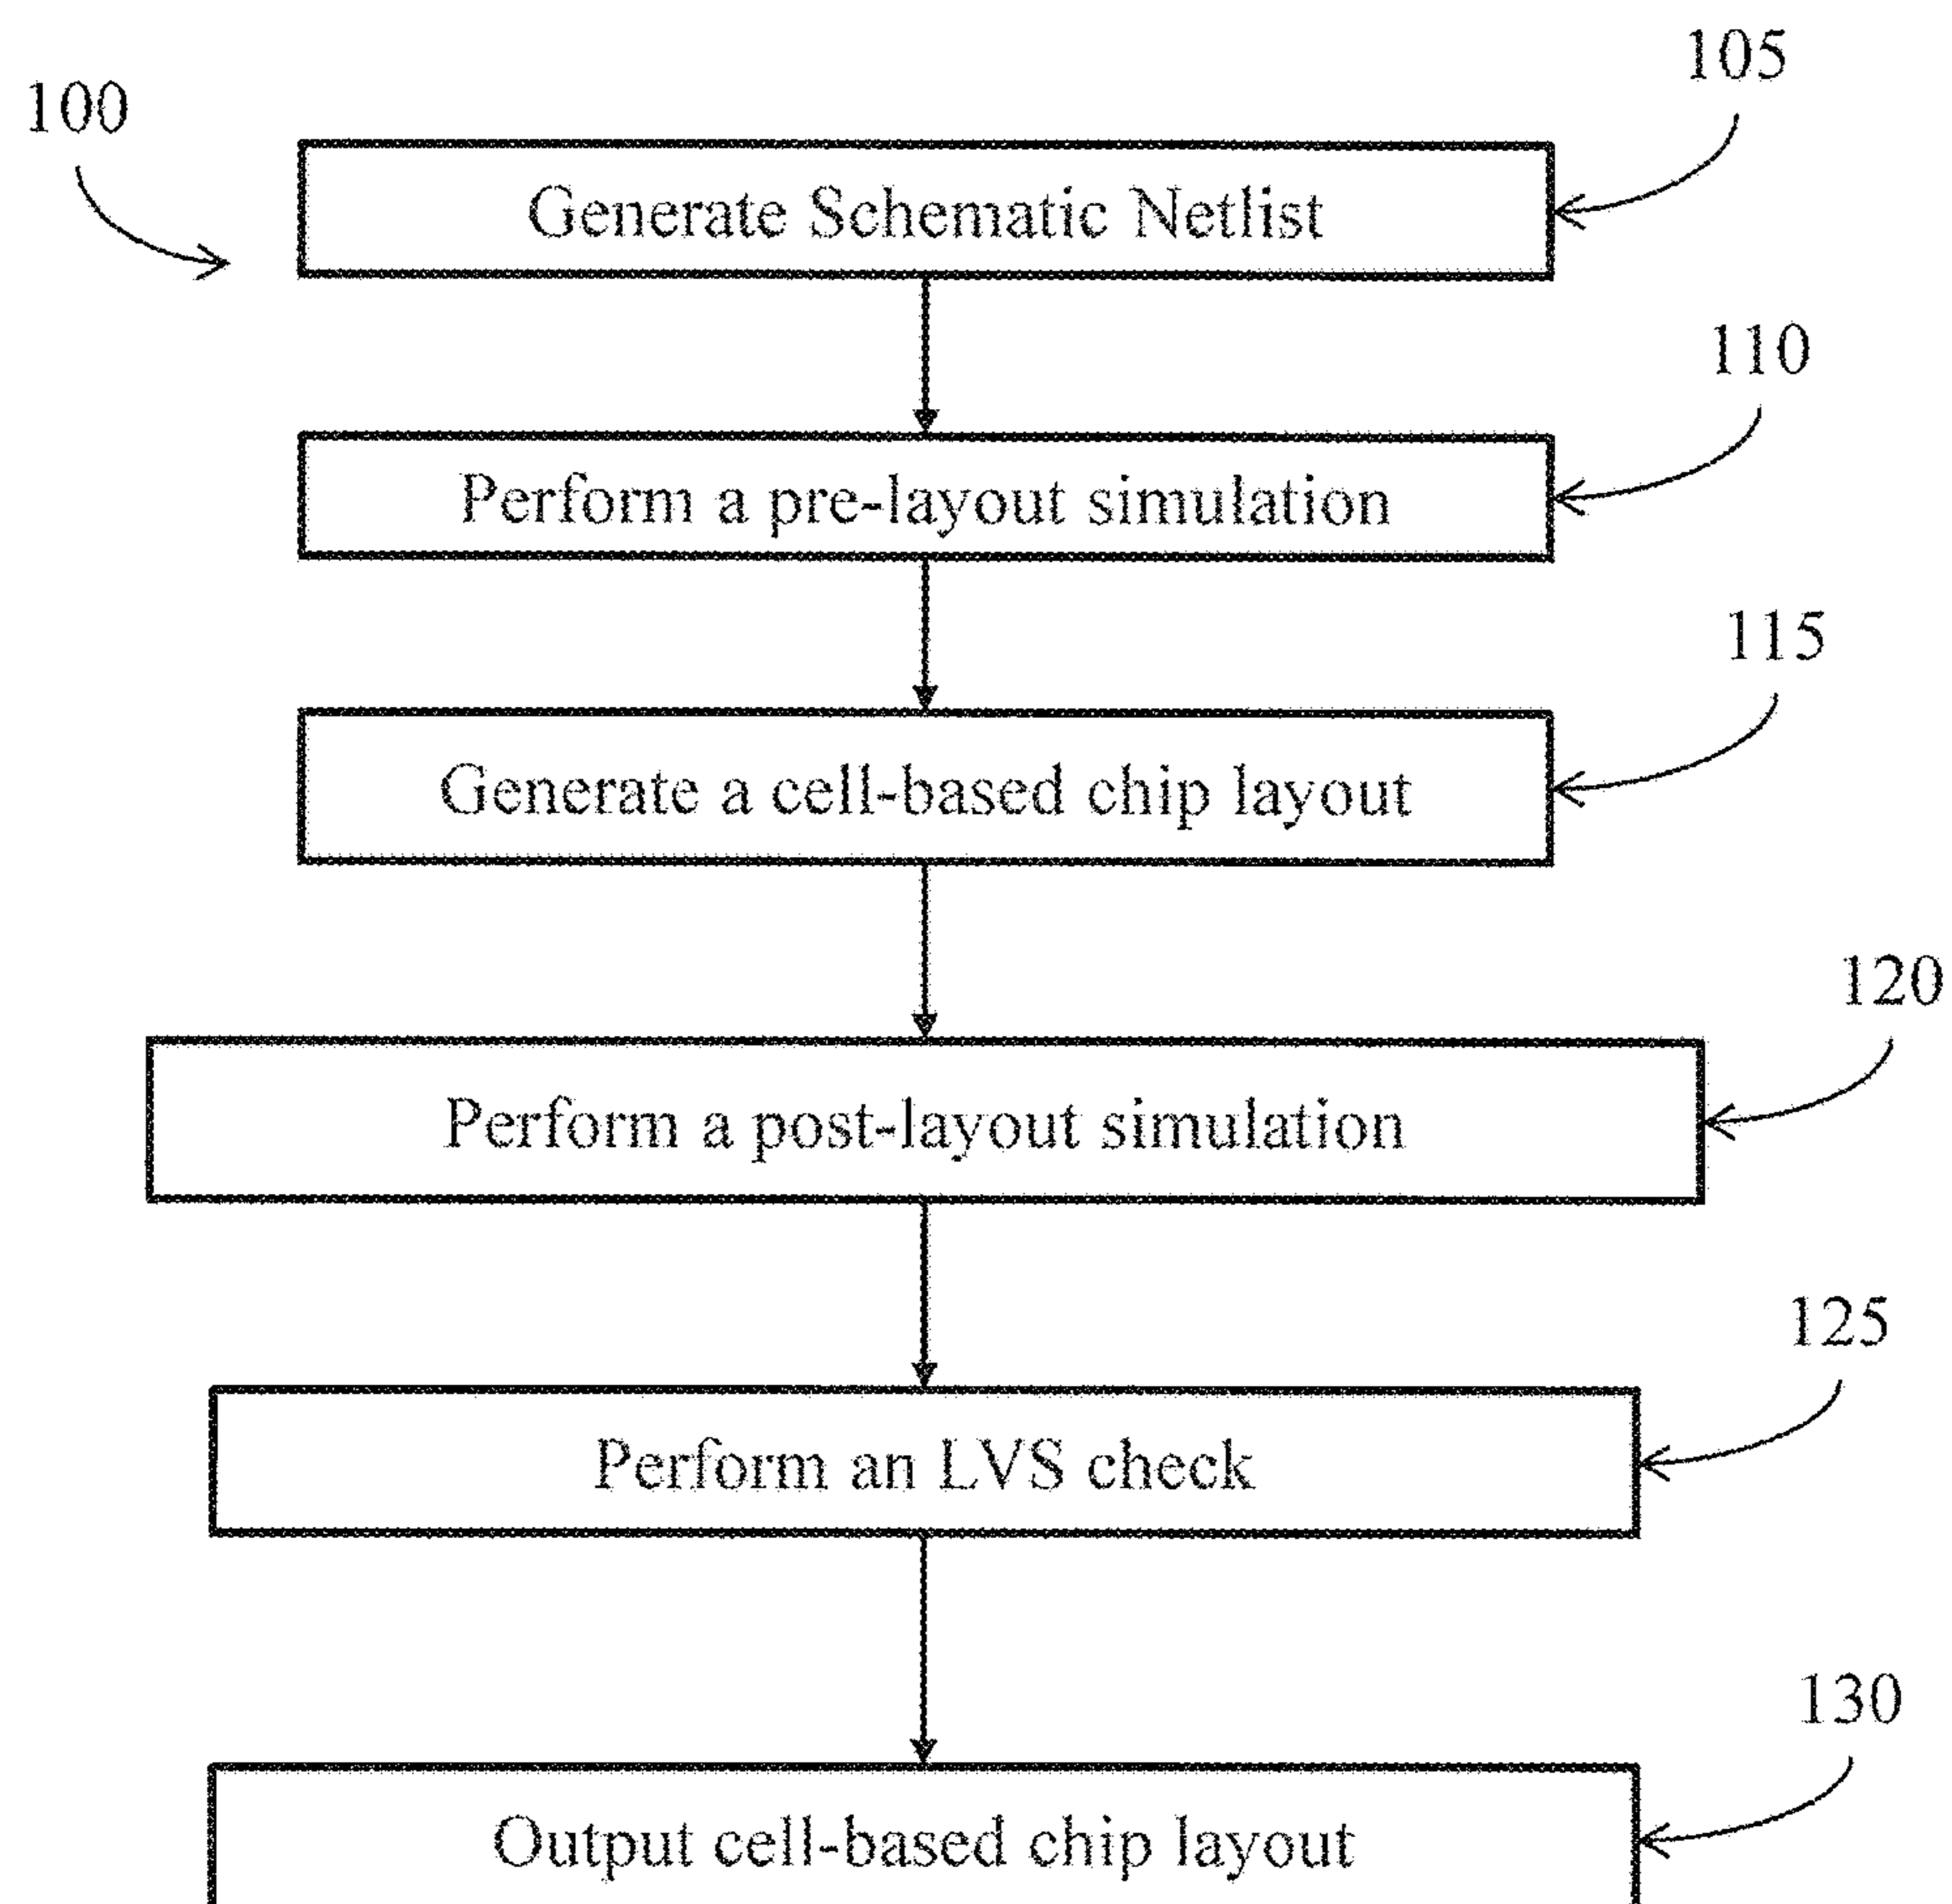 100
105
Generate Schematic Netlist
110
Perform a pre-layout simulation
115
Generate a cell-based chip layout
120
Perform a post-layout simulation
125
Perform an LVS check
130
Output cell-based chip layout